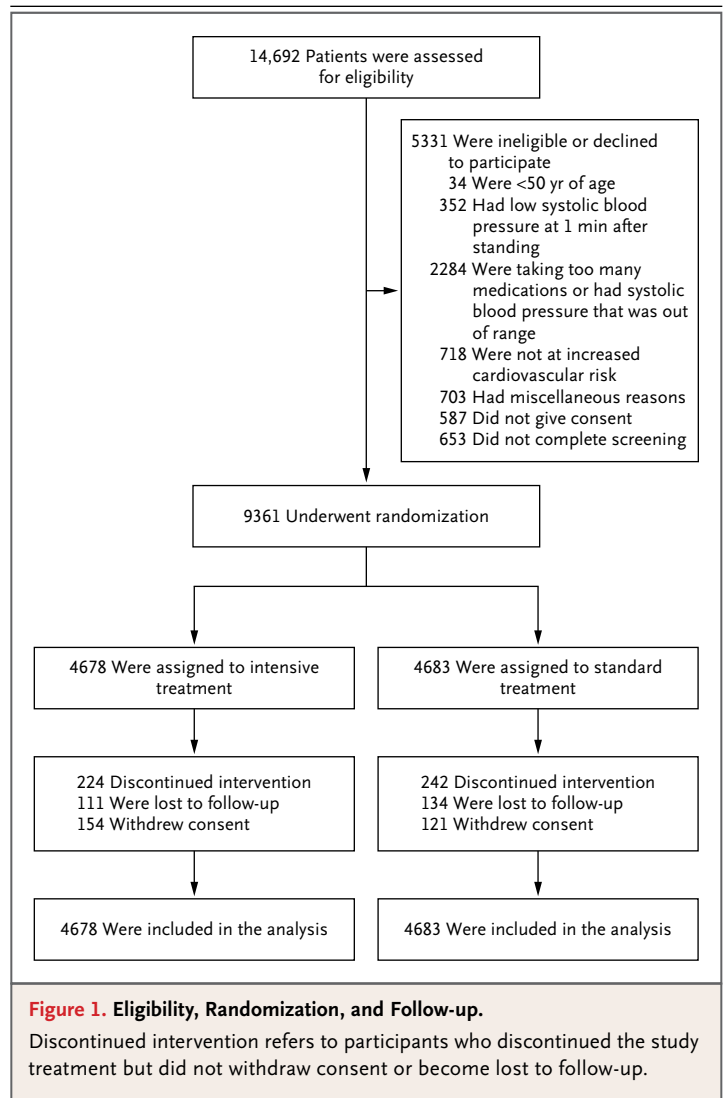 14,692 Patients were assessed
for eligibility
5331 Were ineligible or declined
to participate
34 Were <50 yr of age
352 Had low systolic blood
pressure at 1 min after
standing
2284 Were taking too many
medications or had systolic
blood pressure that was out
of range
718 Were not at increased
cardiovascular risk
703 Had miscellaneous reasons
587 Did not give consent
653 Did not complete screening
9361 Underwent randomization
4678 Were assigned to intensive
treatment
4683 Were assigned to standard
treatment
224 Discontinued intervention
111 Were lost to follow-up
154 Withdrew consent
242 Discontinued intervention
134 Were lost to follow-up
121 Withdrew consent
4678 Were included in the analysis
4683 Were included in the analysis
Figure 1. Eligibility, Randomization, and Follow-up.
Discontinued intervention refers to participants who discontinued the study
treatment but did not withdraw consent or become lost to follow-up.